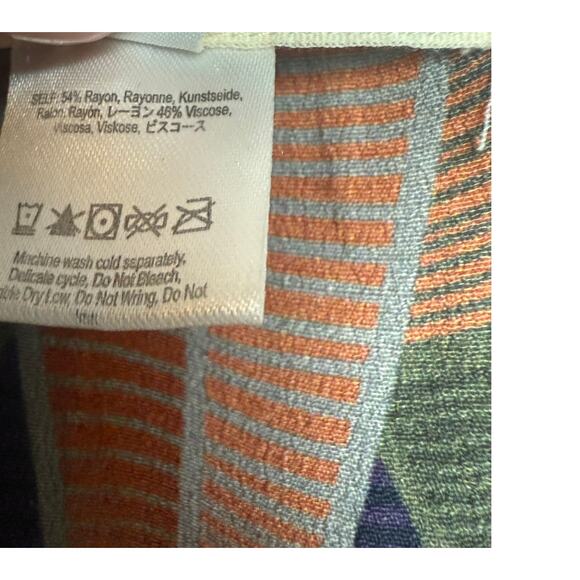 SELF: 54% Rayon, Rayonne, Kunstseide,
Raion, Rayón, レーヨン 46% Viscose,
Viscosa, Viskose, ビスコース
Machine wash cold separately,
Delicate cycle, Do Not Bleach,
Dry Low, Do Not Wring, Do Not